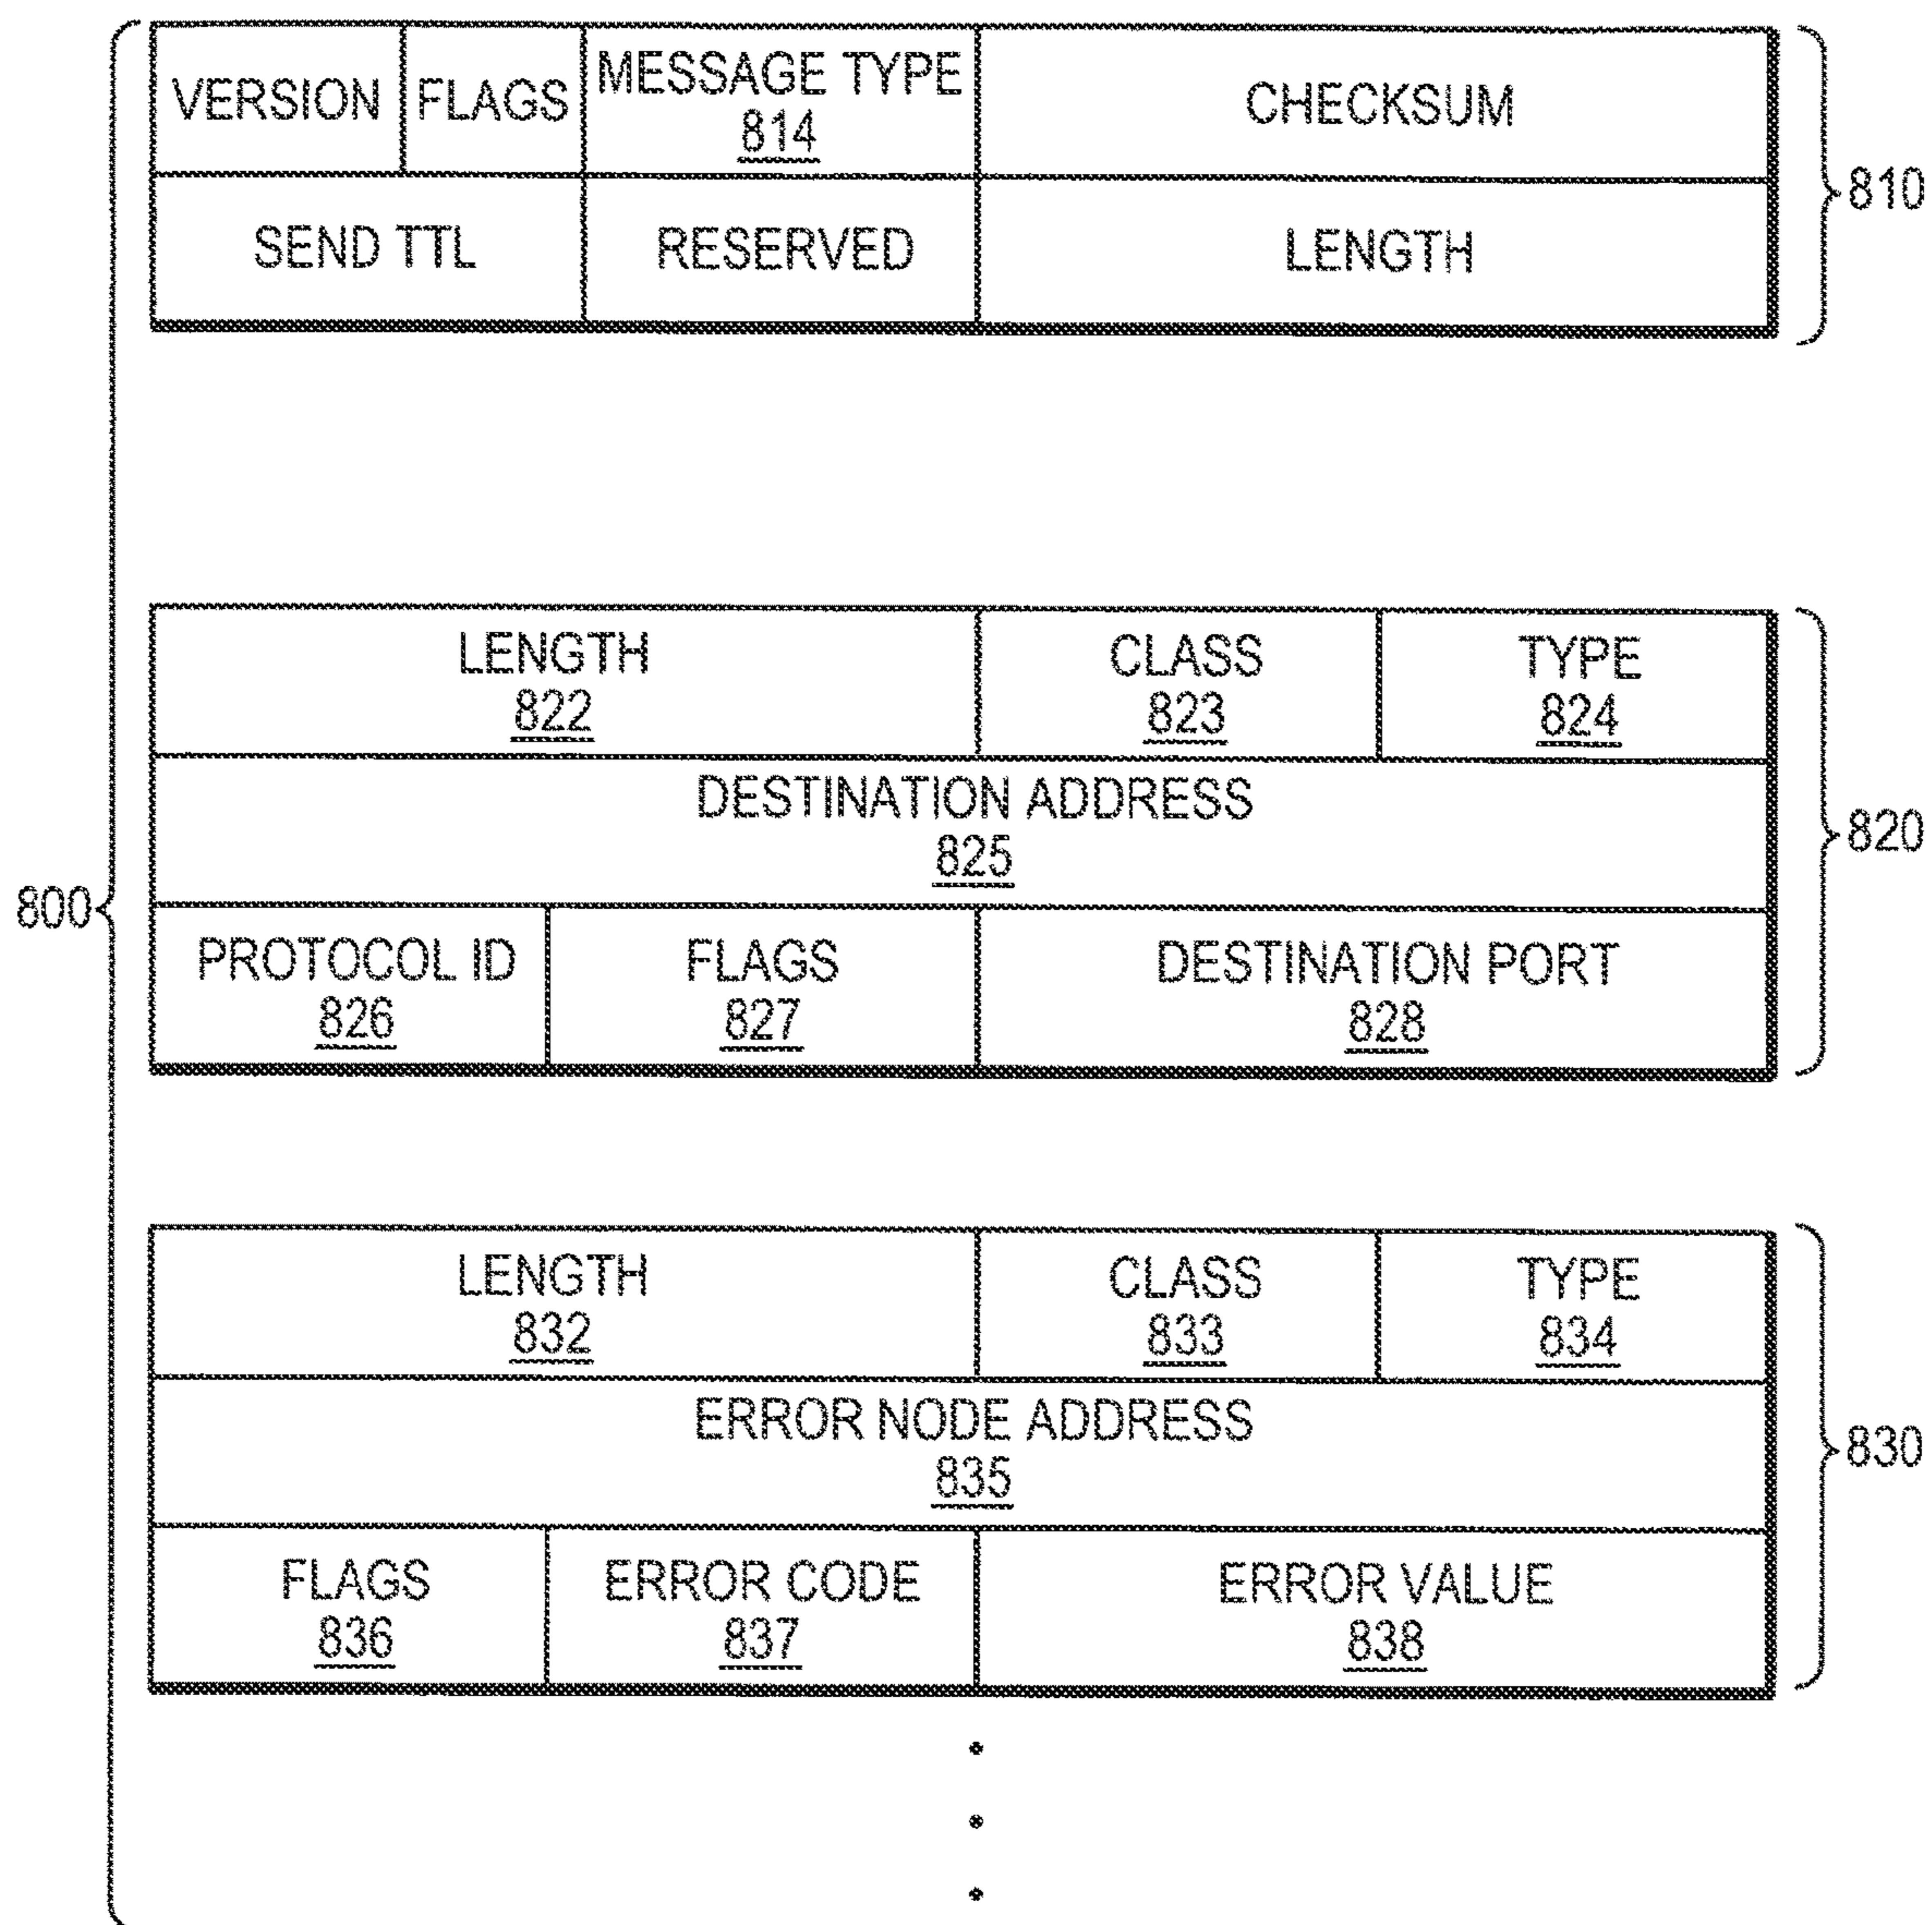 VERSION FLAGS MESSAGE TYPE CHECKSUM
814
810
SEND TTL RESERVED LENGTH
LENGTH CLASS TYPE
822 823 824
DESTINATION ADDRESS
825
820
800
PROTOCOL ID FLAGS DESTINATION PORT
826 827 828
LENGTH CLASS TYPE
832 833 834
ERROR NODE ADDRESS
835
830
FLAGS ERROR CODE ERROR VALUE
836 837 838